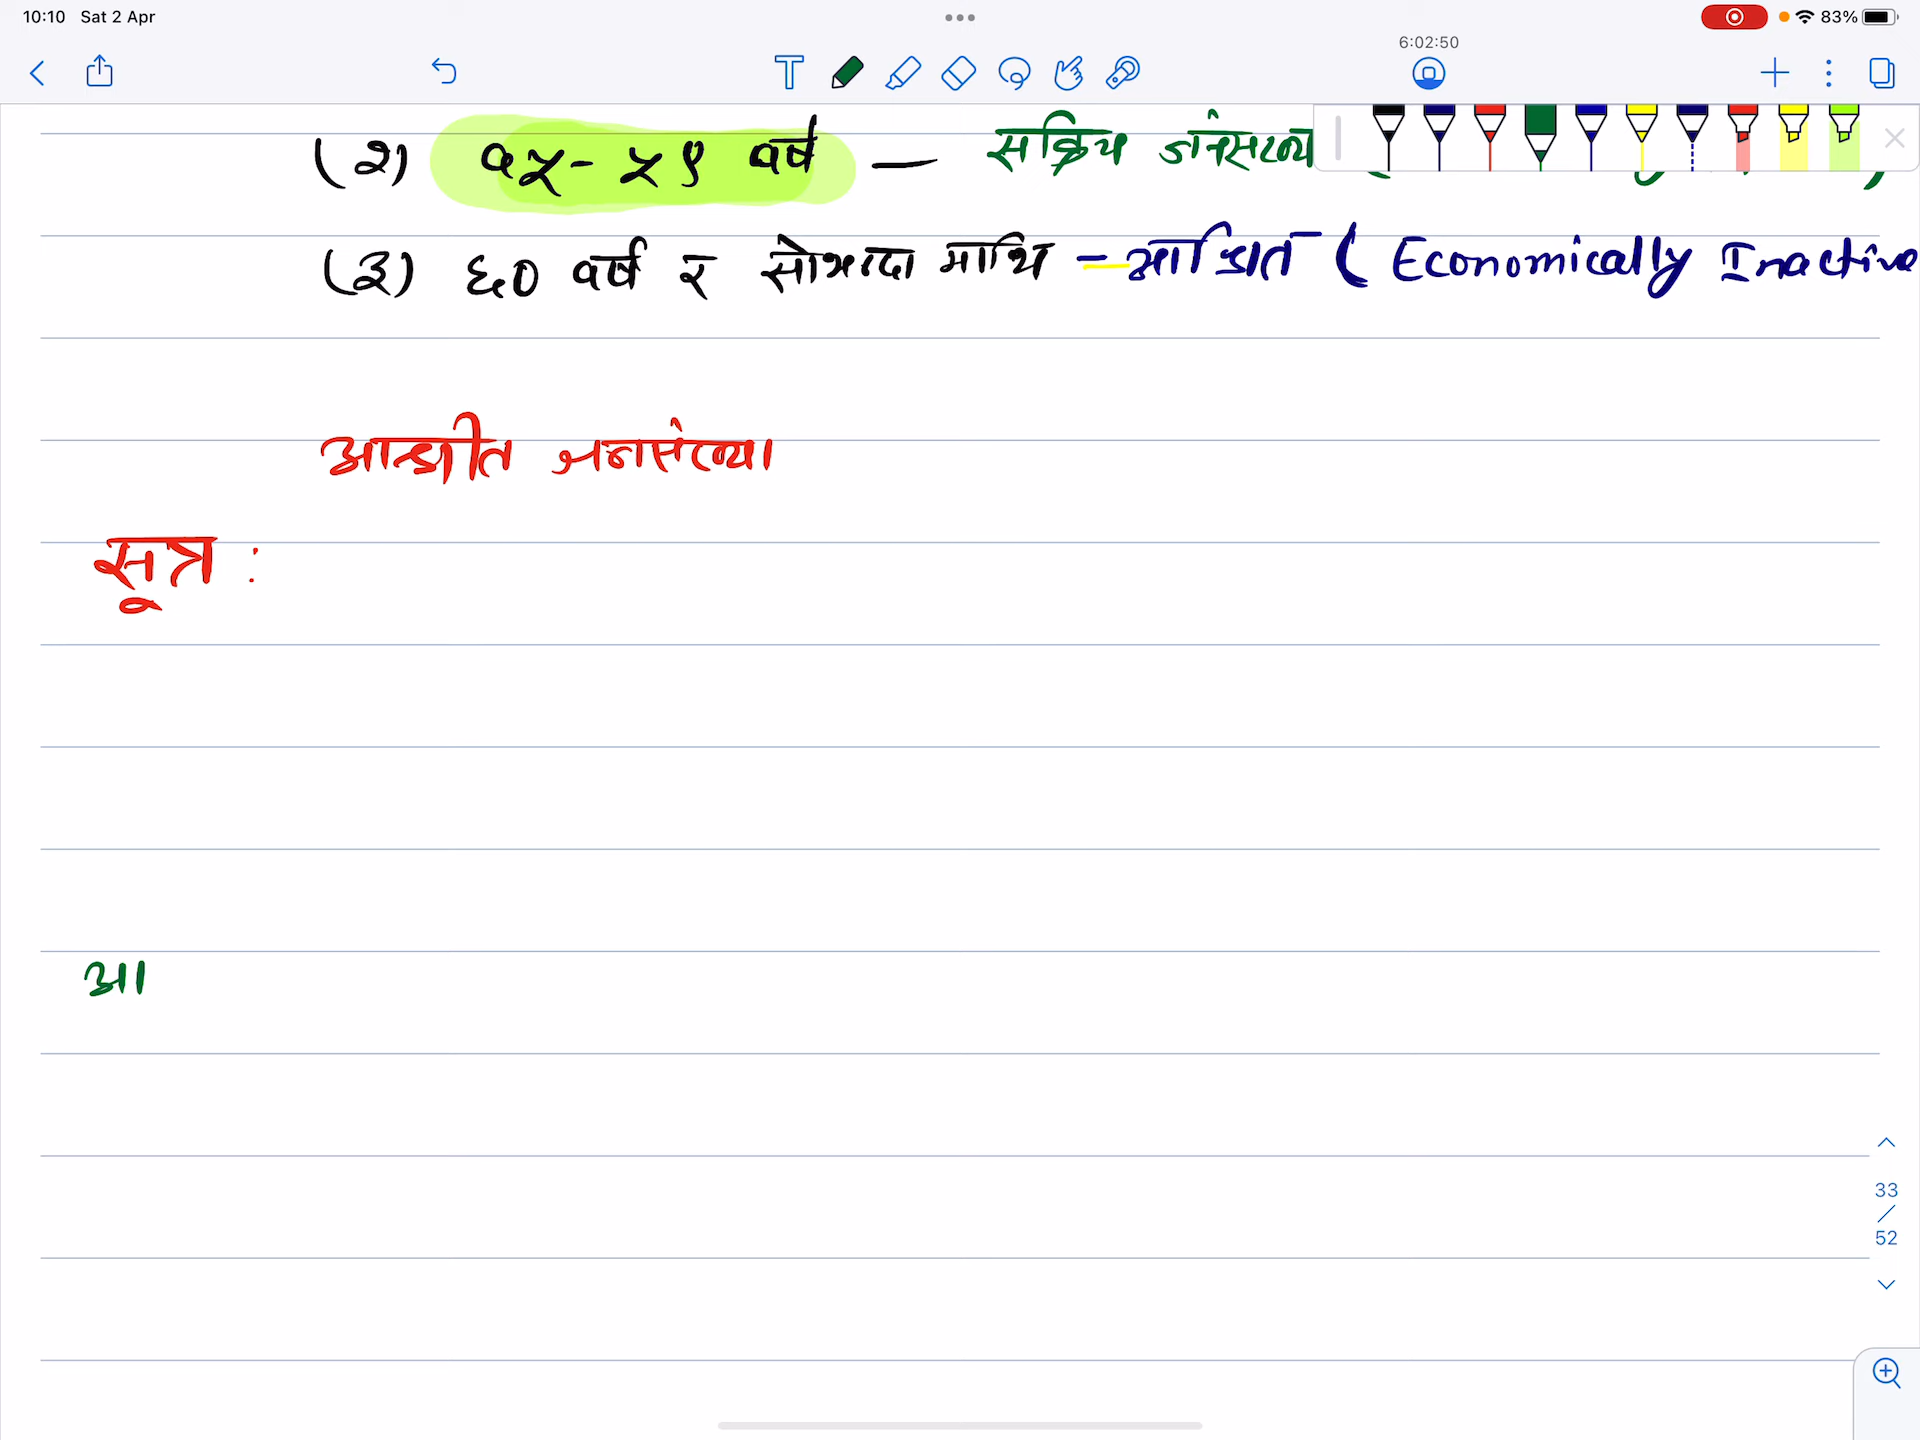 10:10 Sat 2 Apr
83%
6:02:50
(२) १५- ५९ वर्ष — सक्रिय जनसंख्या (
(३) ६० वर्ष र सोभन्दा माथि - आश्रित ( Economically Inactive
आश्रीत जनसंख्या
सूत्र :
आ
33
/
52